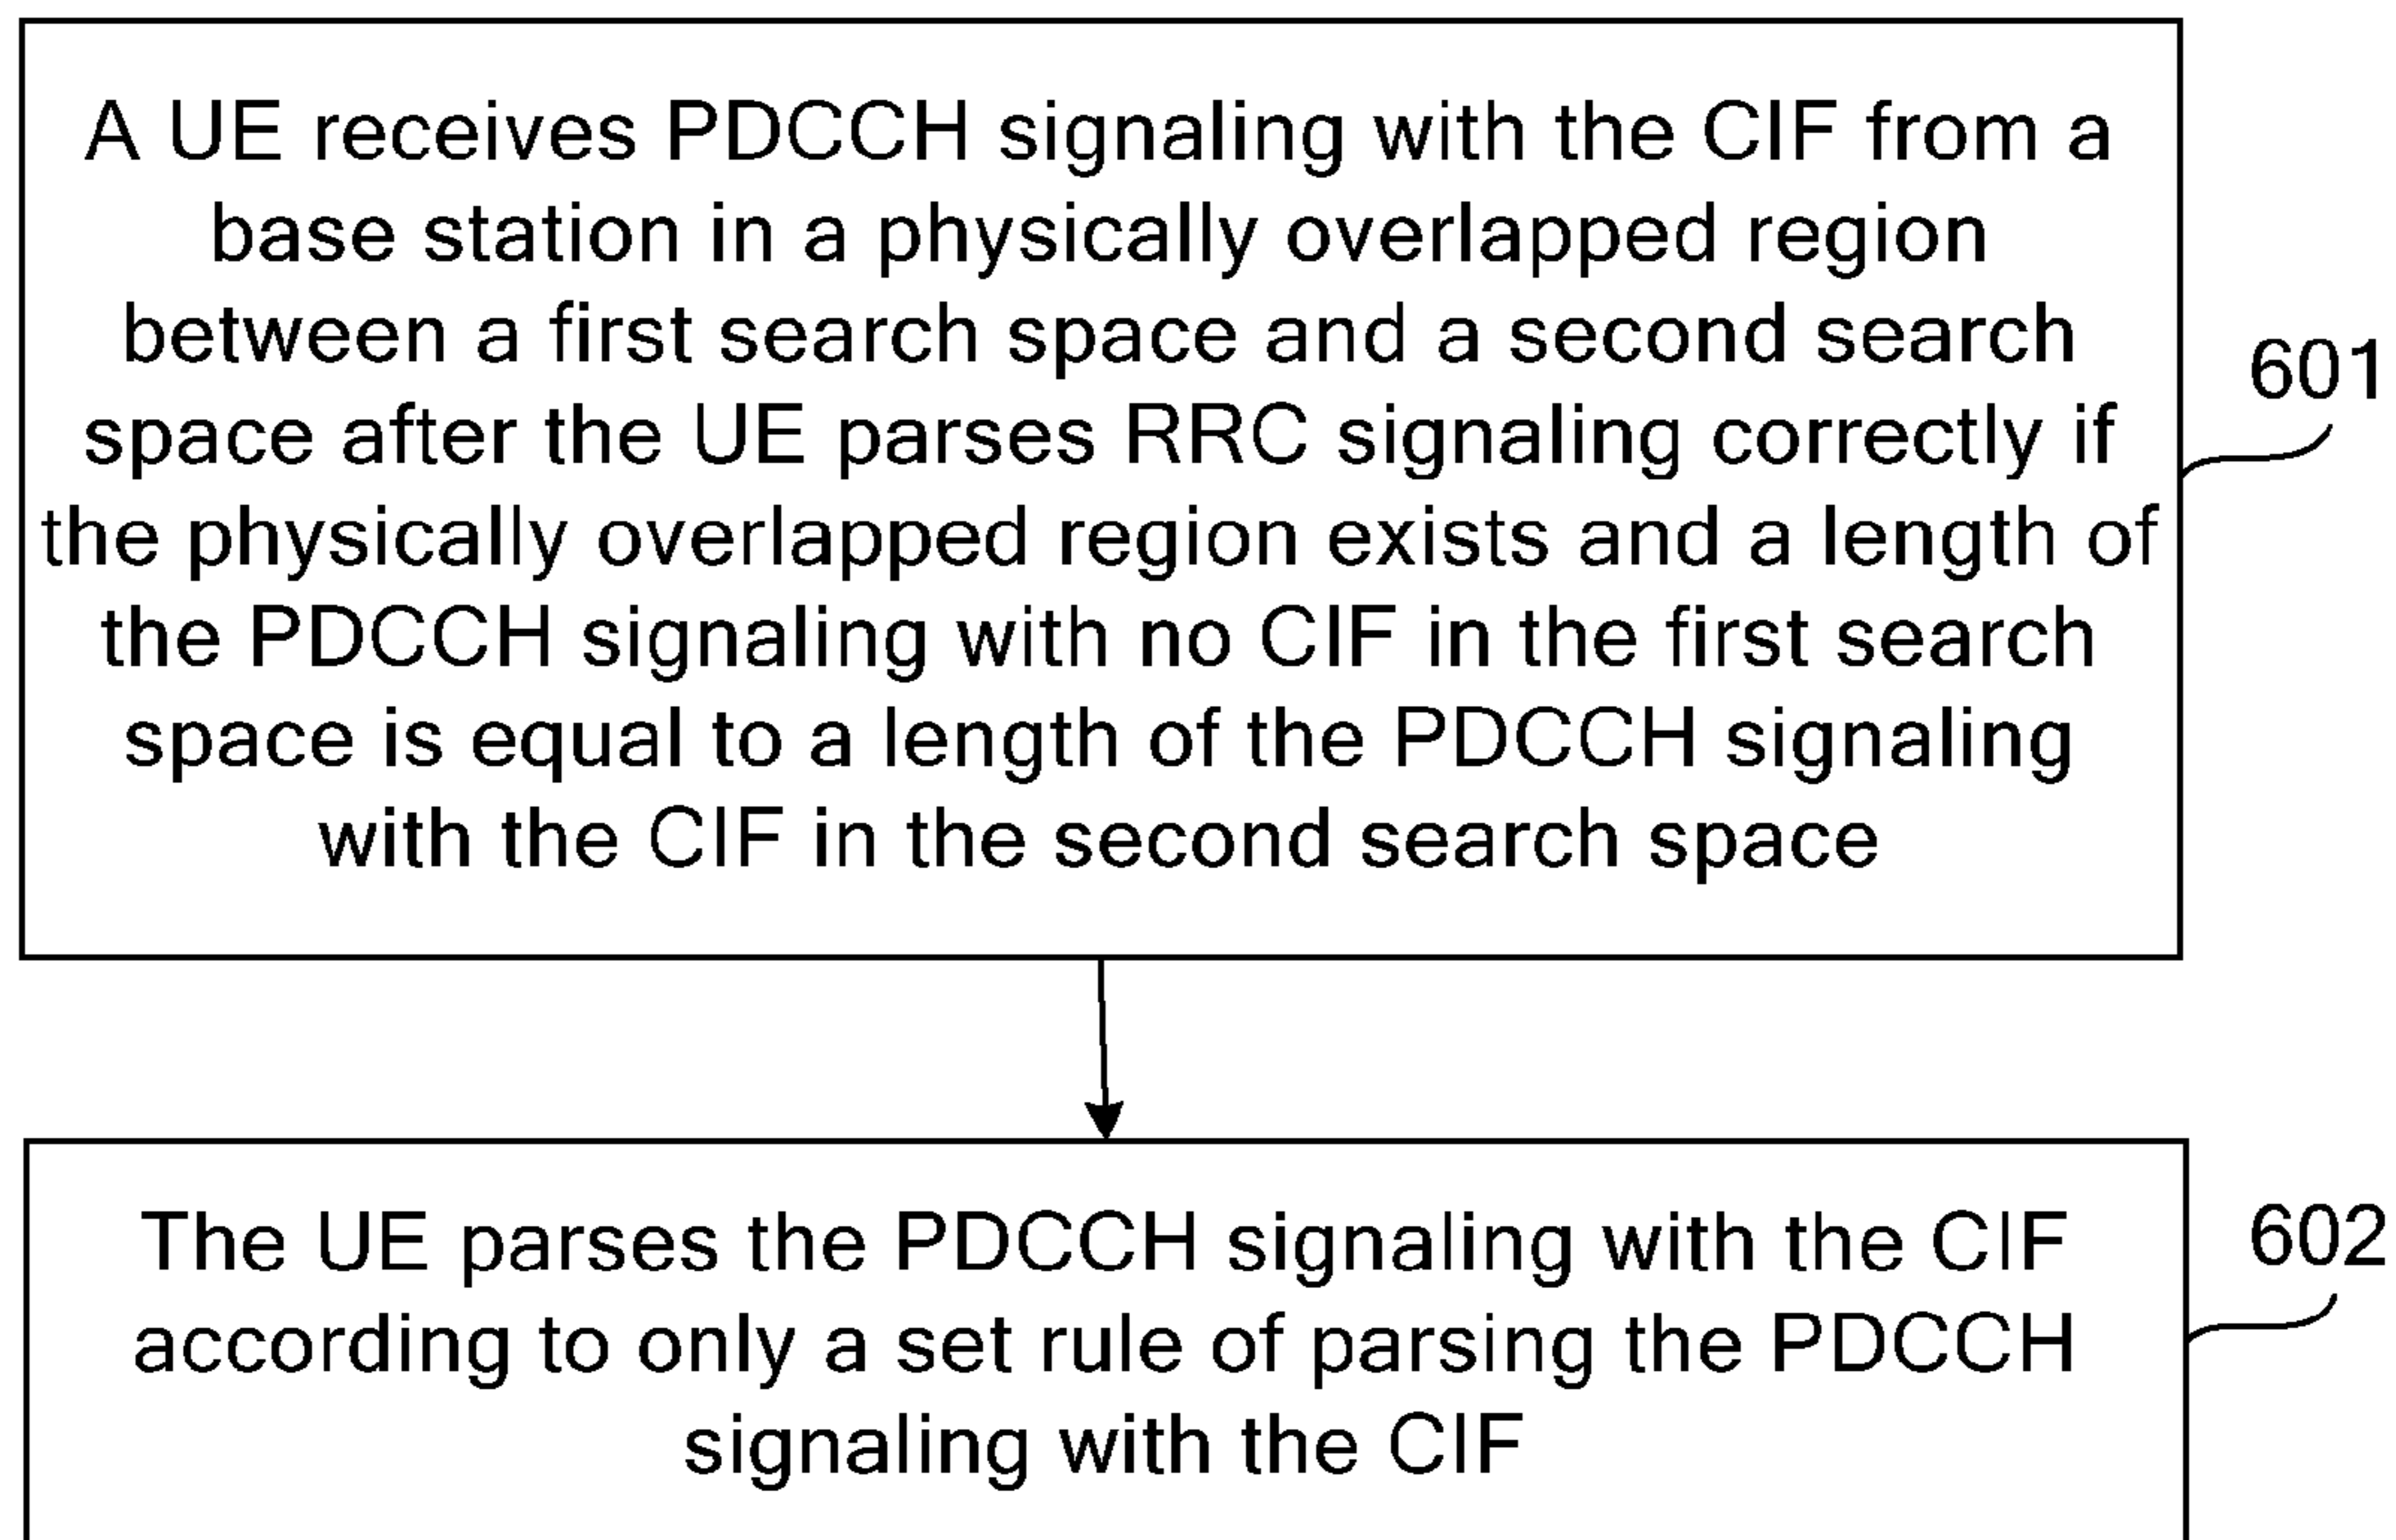 A UE receives PDCCH signaling with the CIF from a
base station in a physically overlapped region
between a first search space and a second search
space after the UE parses RRC signaling correctly if
the physically overlapped region exists and a length of
the PDCCH signaling with no CIF in the first search
space is equal to a length of the PDCCH signaling
with the CIF in the second search space
601
The UE parses the PDCCH signaling with the CIF
according to only a set rule of parsing the PDCCH
signaling with the CIF
602